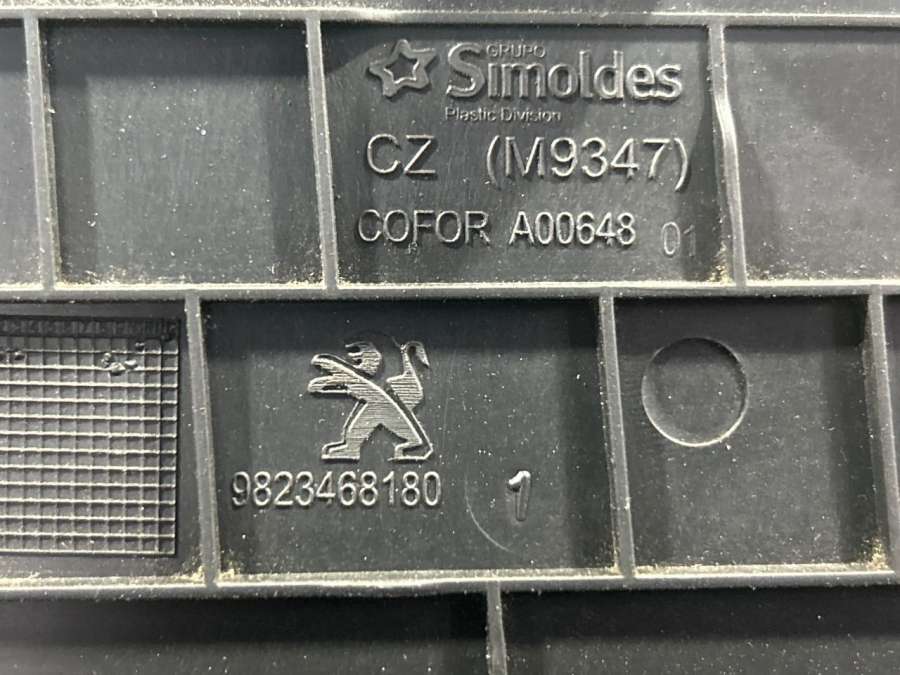 GRUPO
Simoldes
Plastic Division
CZ (M9347)
COFOR A00648 01
9823468180 1